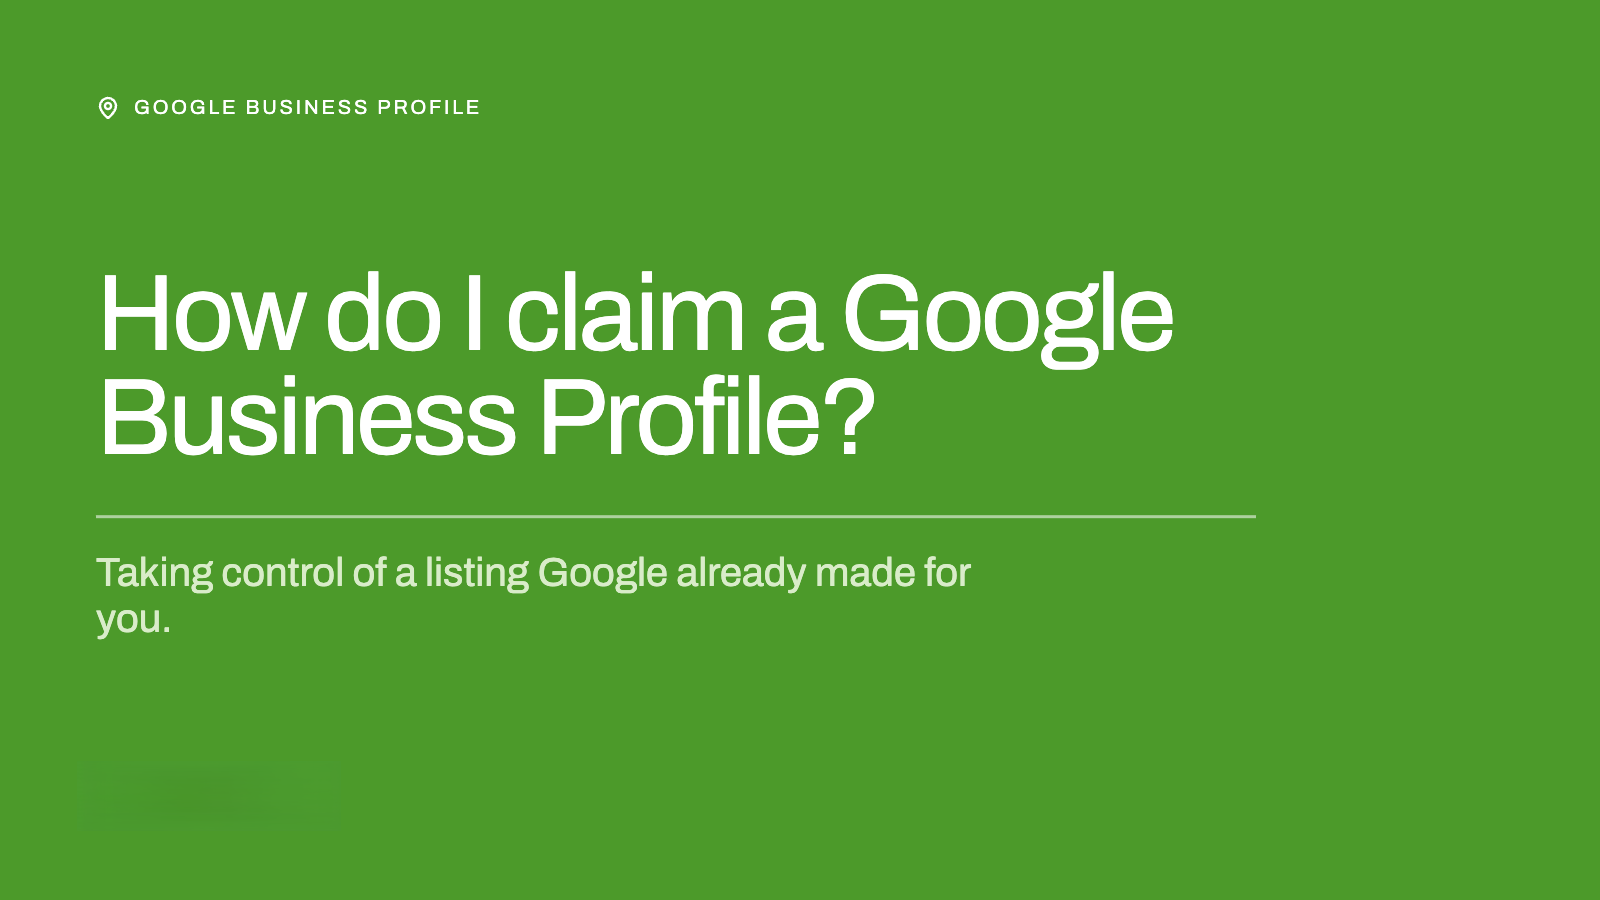 GOOGLE BUSINESS PROFILE
How do I claim a Google
Business Profile?
Taking control of a listing Google already made for
you.